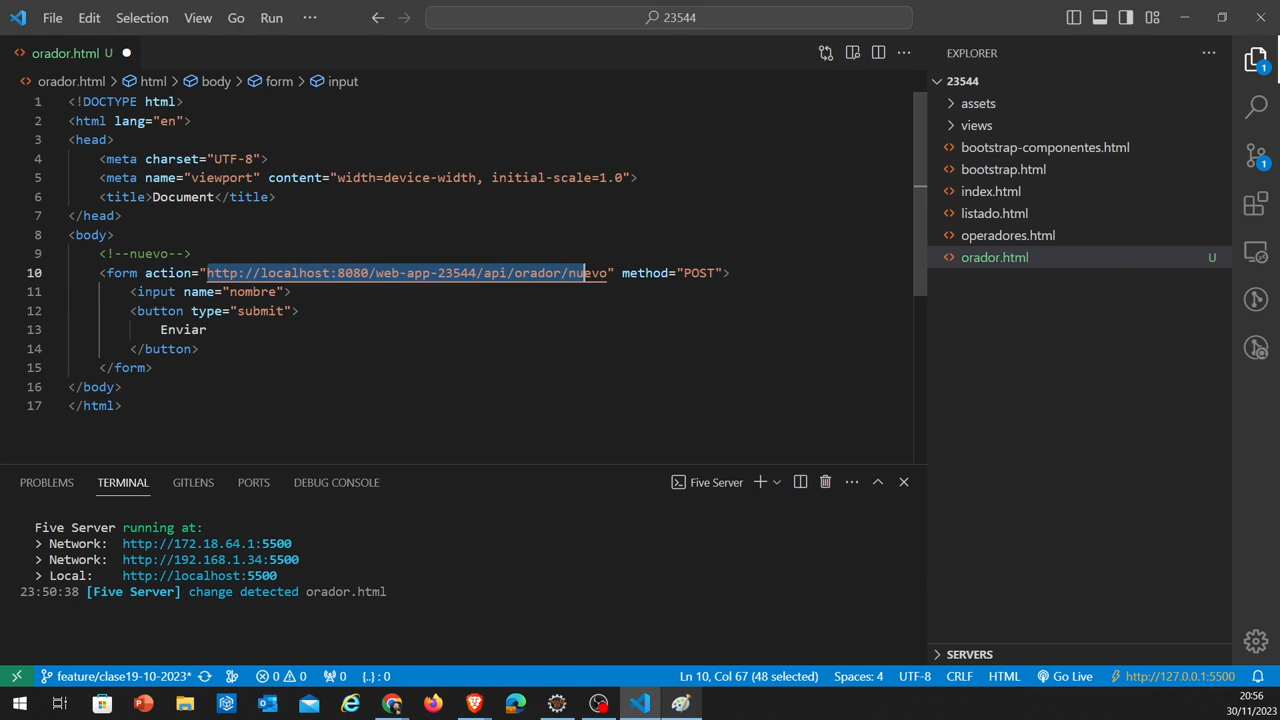 File Edit Selection View Go Run ··· 23544
orador.html U
orador.html > html > body > form > input
1 <!DOCTYPE html>
2 <html lang="en">
3 <head>
4 <meta charset="UTF-8">
5 <meta name="viewport" content="width=device-width, initial-scale=1.0">
6 <title>Document</title>
7 </head>
8 <body>
9 <!--nuevo-->
10 <form action="http://localhost:8080/web-app-23544/api/orador/nuevo" method="POST">
11 <input name="nombre">
12 <button type="submit">
13 Enviar
14 </button>
15 </form>
16 </body>
17 </html>
EXPLORER
23544
assets
views
bootstrap-componentes.html
bootstrap.html
index.html
listado.html
operadores.html
orador.html U
SERVERS
1
1
PROBLEMS TERMINAL GITLENS PORTS DEBUG CONSOLE Five Server
Five Server running at:
> Network: http://172.18.64.1:5500
> Network: http://192.168.1.34:5500
> Local: http://localhost:5500
23:50:38 [Five Server] change detected orador.html
feature/clase19-10-2023* 0 0 0 {..} : 0 Ln 10, Col 67 (48 selected) Spaces: 4 UTF-8 CRLF HTML Go Live http://127.0.0.1:5500
20:56
30/11/2023